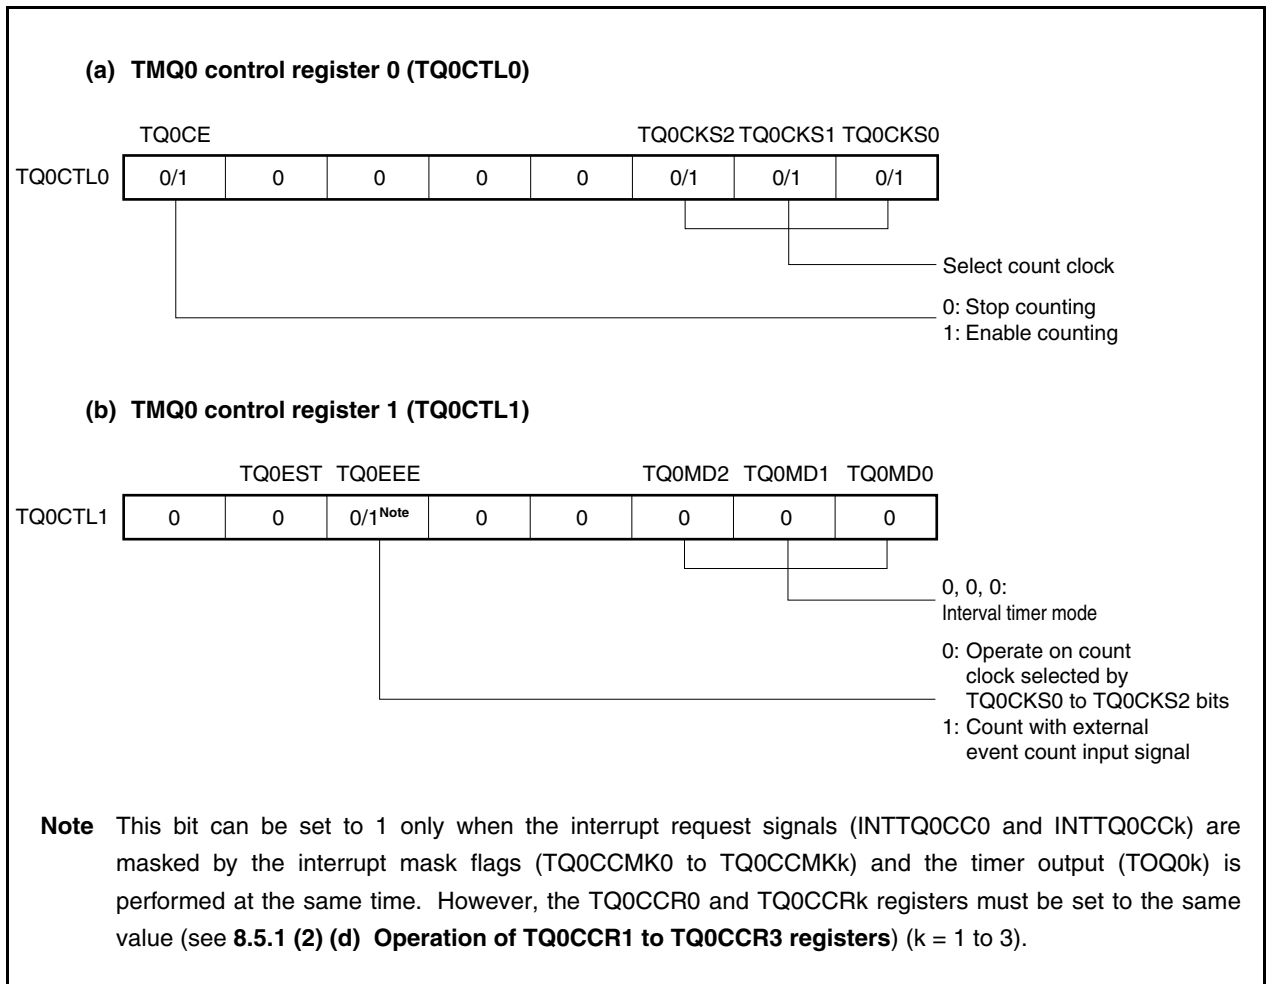 (a) TMQ0 control register 0 (TQ0CTL0)
TQ0CE TQ0CKS2 TQ0CKS1 TQ0CKS0
TQ0CTL0 0/1 0 0 0 0 0/1 0/1 0/1
Select count clock
0: Stop counting
1: Enable counting
(b) TMQ0 control register 1 (TQ0CTL1)
TQ0EST TQ0EEE TQ0MD2 TQ0MD1 TQ0MD0
TQ0CTL1 0 0 0/1Note 0 0 0 0 0
0, 0, 0:
Interval timer mode
0: Operate on count
clock selected by
TQ0CKS0 to TQ0CKS2 bits
1: Count with external
event count input signal
Note This bit can be set to 1 only when the interrupt request signals (INTTQ0CC0 and INTTQ0CCk) are
masked by the interrupt mask flags (TQ0CCMK0 to TQ0CCMKk) and the timer output (TOQ0k) is
performed at the same time. However, the TQ0CCR0 and TQ0CCRk registers must be set to the same
value (see 8.5.1 (2) (d) Operation of TQ0CCR1 to TQ0CCR3 registers) (k = 1 to 3).